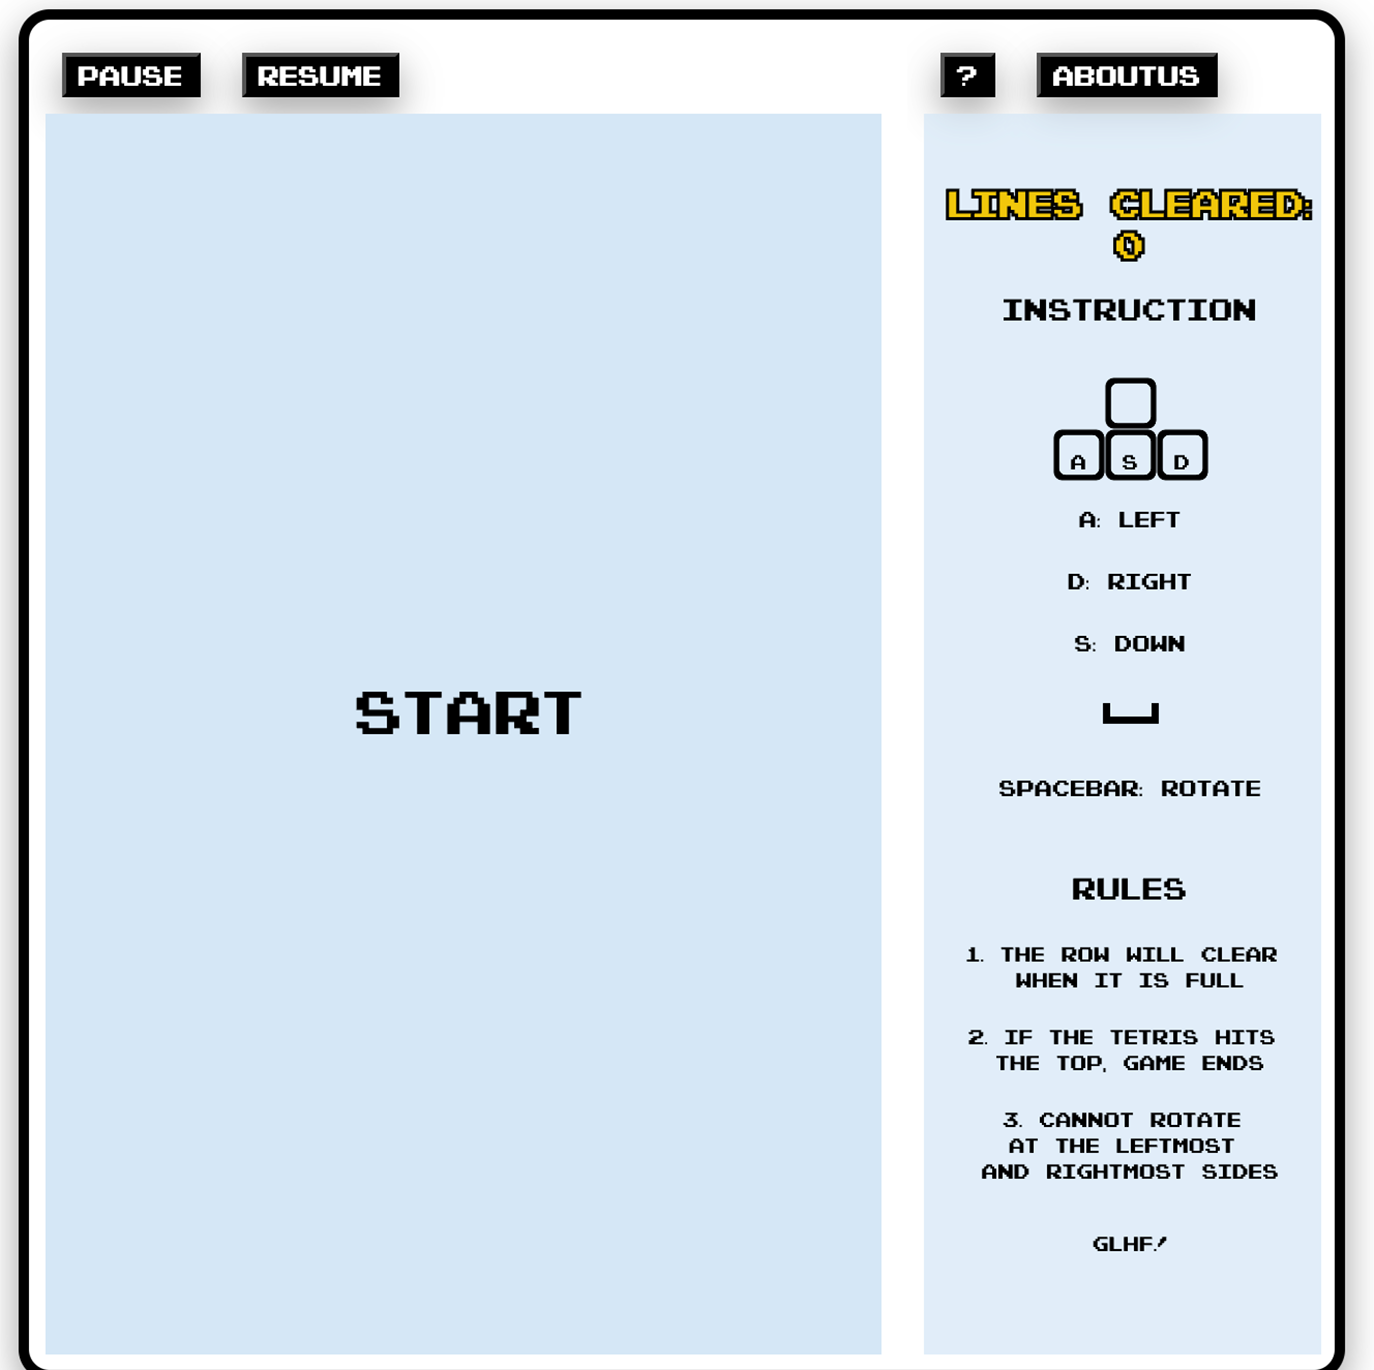 PAUSE
RESUME
?
ABOUTUS
START
LINES CLEARED:
0
INSTRUCTION
A S D
A: LEFT
D: RIGHT
S: DOWN
SPACEBAR: ROTATE
RULES
1. THE ROW WILL CLEAR
WHEN IT IS FULL
2. IF THE TETRIS HITS
THE TOP, GAME ENDS
3. CANNOT ROTATE
AT THE LEFTMOST
AND RIGHTMOST SIDES
GLHF!